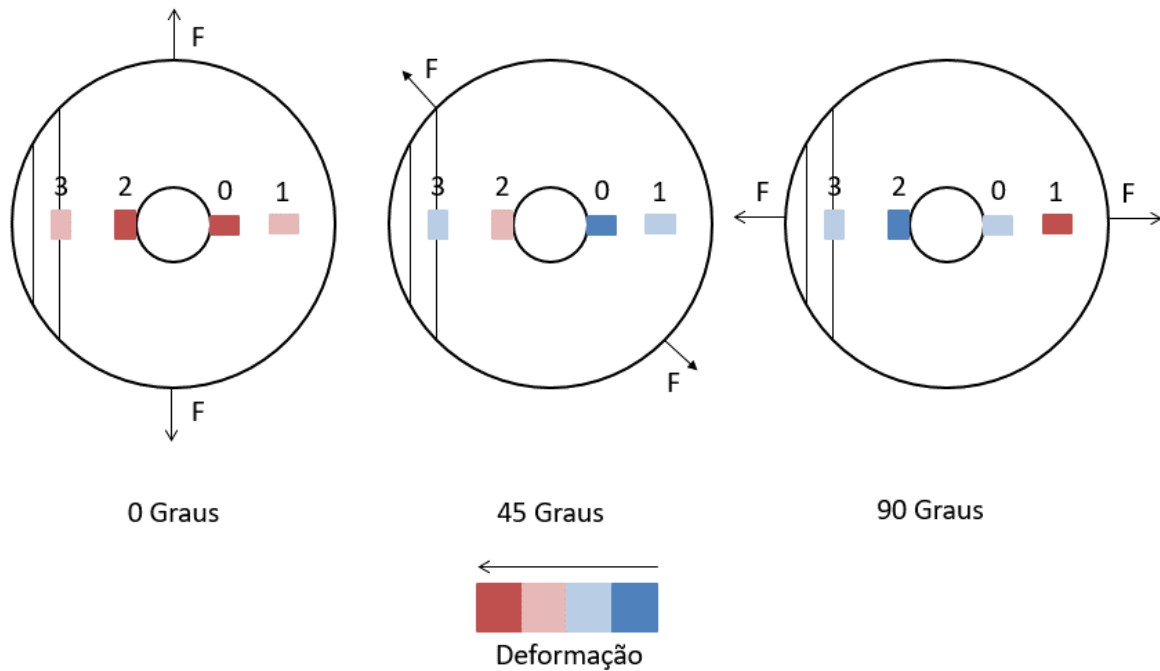 F
3 2 0 1
F
0 Graus
F
3 2 0 1
F
45 Graus
F 3 2 0 1 F
90 Graus
Deformação